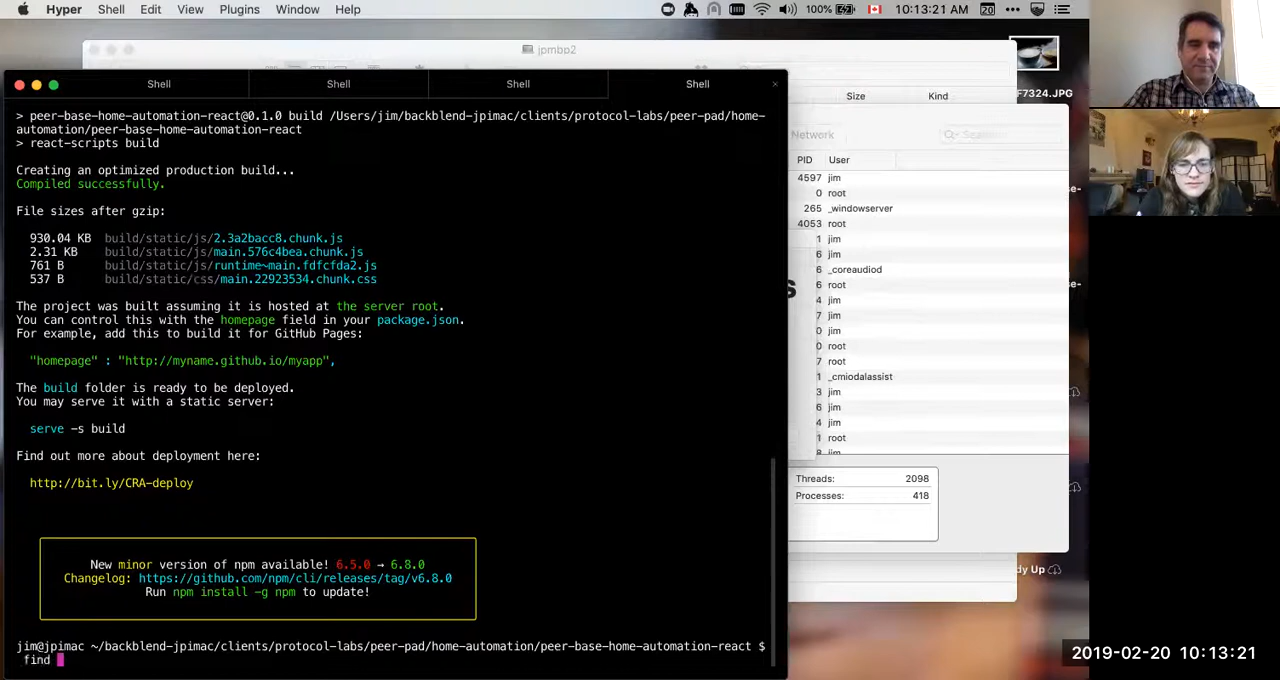 Hyper Shell Edit View Plugins Window Help 100% 10:13:21 AM 20
jpmbp2
Shell Shell Shell Shell
Size Kind
F7324.JPG
Network
PID User
> peer-base-home-automation-react@0.1.0 build /Users/jim/backblend-jpimac/clients/protocol-labs/peer-pad/home-
automation/peer-base-home-automation-react
> react-scripts build
Creating an optimized production build...
Compiled successfully.
File sizes after gzip:
930.04 KB build/static/js/2.3a2bacc8.chunk.js
2.31 KB build/static/js/main.576c4bea.chunk.js
761 B build/static/js/runtime~main.fdfcfda2.js
537 B build/static/css/main.22923534.chunk.css
The project was built assuming it is hosted at the server root.
You can control this with the homepage field in your package.json.
For example, add this to build it for GitHub Pages:
"homepage" : "http://myname.github.io/myapp",
The build folder is ready to be deployed.
You may serve it with a static server:
serve -s build
Find out more about deployment here:
http://bit.ly/CRA-deploy
New minor version of npm available! 6.5.0 → 6.8.0
Changelog: https://github.com/npm/cli/releases/tag/v6.8.0
Run npm install -g npm to update!
jim@jpimac ~/backblend-jpimac/clients/protocol-labs/peer-pad/home-automation/peer-base-home-automation-react $
find
4597 jim
0 root
265 _windowserver
4053 root
1 jim
6 jim
6 _coreaudiod
6 root
4 jim
7 jim
0 jim
0 root
7 root
1 _cmiodalassist
3 jim
6 jim
4 jim
1 root
8 jim
Threads: 2098
Processes: 418
dy Up
2019-02-20 10:13:21